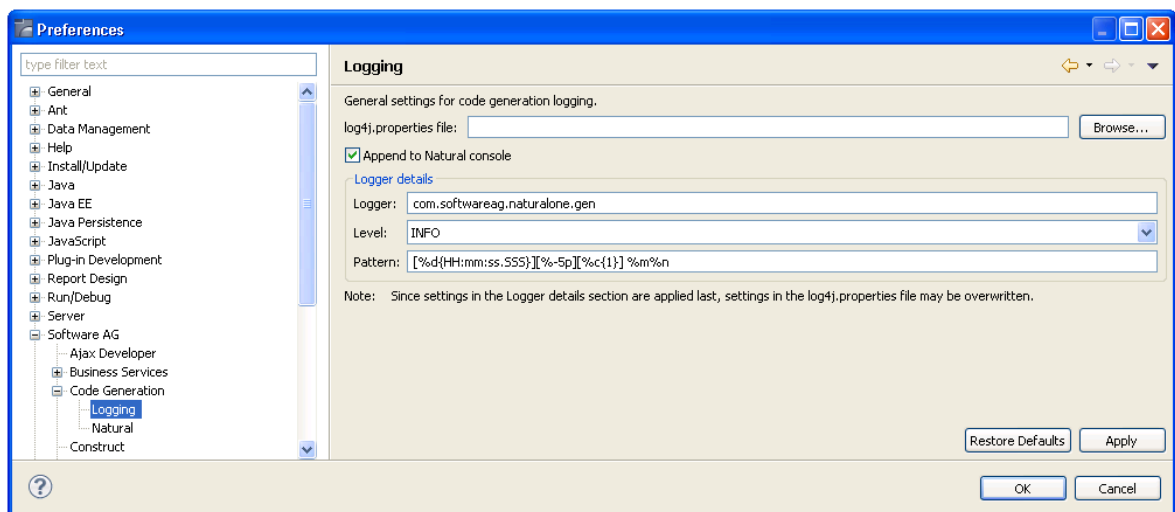 Preferences
type filter text
General
Ant
Data Management
Help
Install/Update
Java
Java EE
Java Persistence
JavaScript
Plug-in Development
Report Design
Run/Debug
Server
Software AG
Ajax Developer
Business Services
Code Generation
Logging
Natural
Construct
Logging
General settings for code generation logging.
log4j.properties file:
Browse...
Append to Natural console
Logger details
Logger: com.softwareag.naturalone.gen
Level: INFO
Pattern: [%d{HH:mm:ss.SSS}][%-5p][%c{1}] %m%n
Note: Since settings in the Logger details section are applied last, settings in the log4j.properties file may be overwritten.
Restore Defaults Apply
? OK Cancel